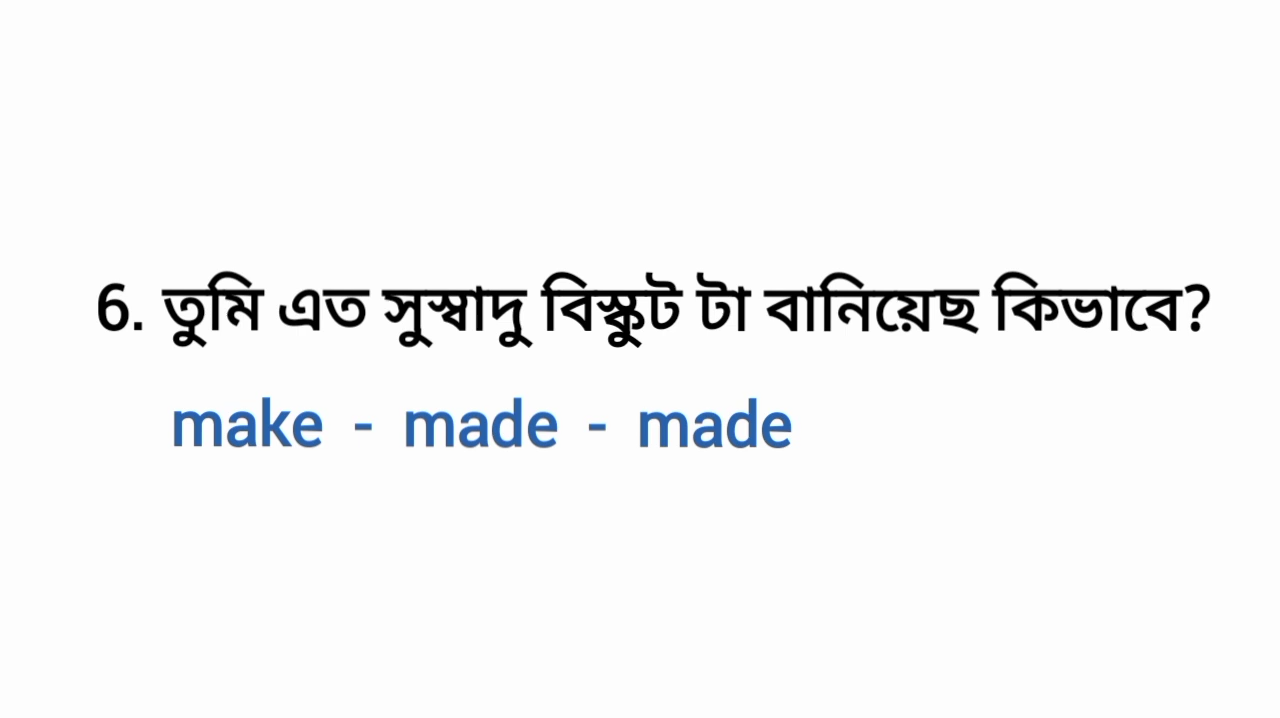 6. তুমি এত সুস্বাদু বিস্কুট টা বানিয়েছ কিভাবে?
make - made - made